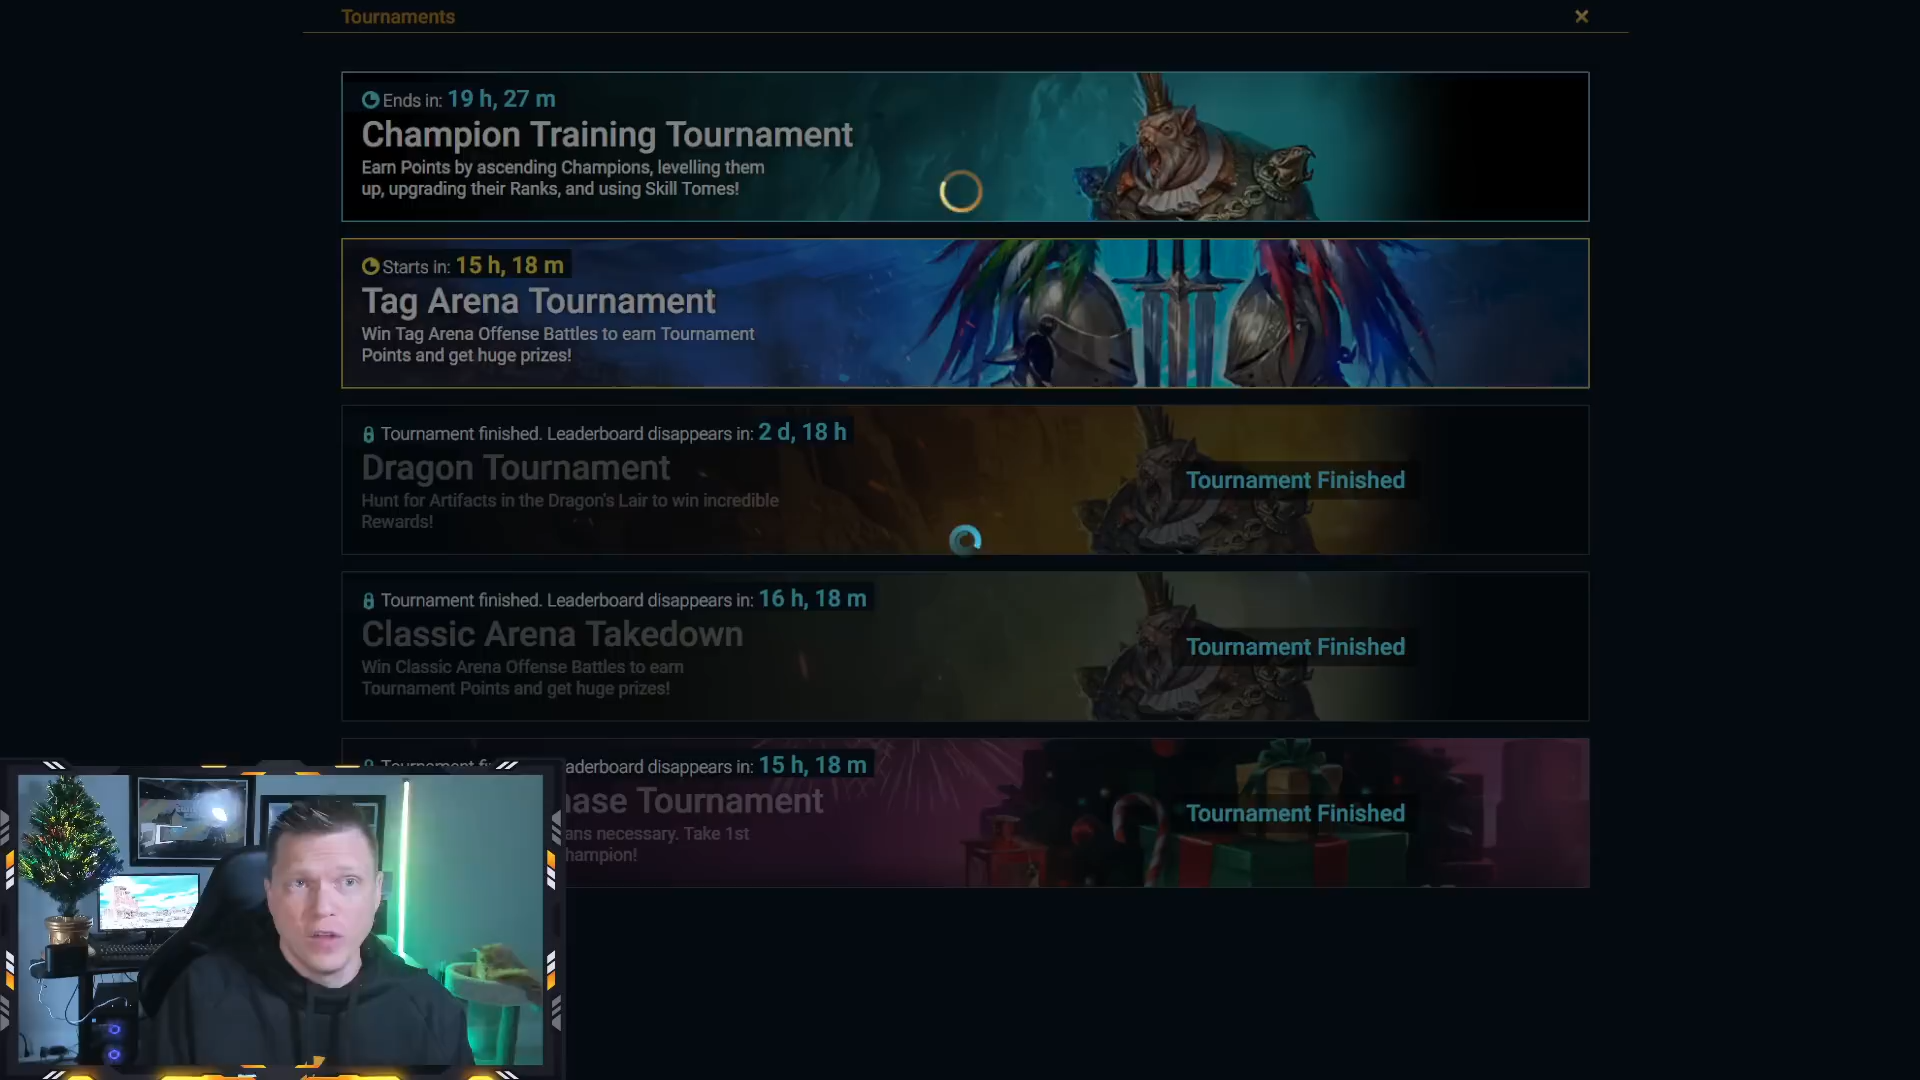 Tournaments
Ends in: 19 h, 27 m
Champion Training Tournament
Earn Points by ascending Champions, levelling them
up, upgrading their Ranks, and using Skill Tomes!
Starts in: 15 h, 18 m
Tag Arena Tournament
Win Tag Arena Offense Battles to earn Tournament
Points and get huge prizes!
Tournament finished. Leaderboard disappears in: 2 d, 18 h
Dragon Tournament
Hunt for Artifacts in the Dragon's Lair to win incredible
Rewards!
Tournament Finished
Tournament finished. Leaderboard disappears in: 16 h, 18 m
Classic Arena Takedown
Win Classic Arena Offense Battles to earn
Tournament Points and get huge prizes!
Tournament Finished
disappears in: 15 h, 18 m
Tournament
necessary. Take 1st
Tournament Finished